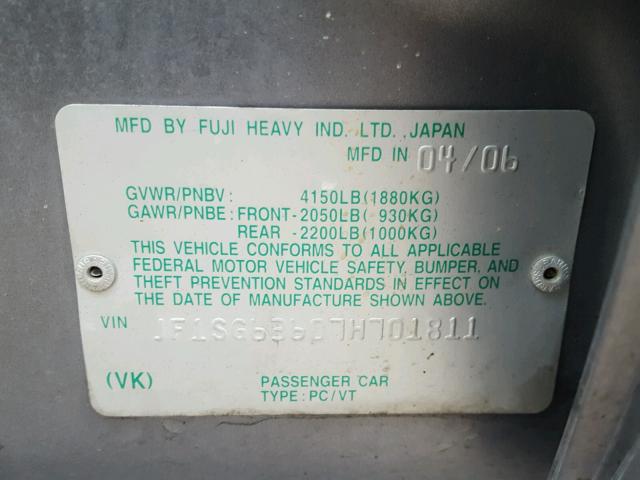 MFD BY FUJI HEAVY IND. LTD. JAPAN
MFD IN 04/06
GVWR/PNBV: 4150LB(1880KG)
GAWR/PNBE: FRONT-2050LB( 930KG)
REAR -2200LB(1000KG)
THIS VEHICLE CONFORMS TO ALL APPLICABLE
FEDERAL MOTOR VEHICLE SAFETY, BUMPER, AND
THEFT PREVENTION STANDARDS IN EFFECT ON
THE DATE OF MANUFACTURE SHOWN ABOVE.
VIN JF1SG63607H701811
(VK) PASSENGER CAR
TYPE: PC/VT